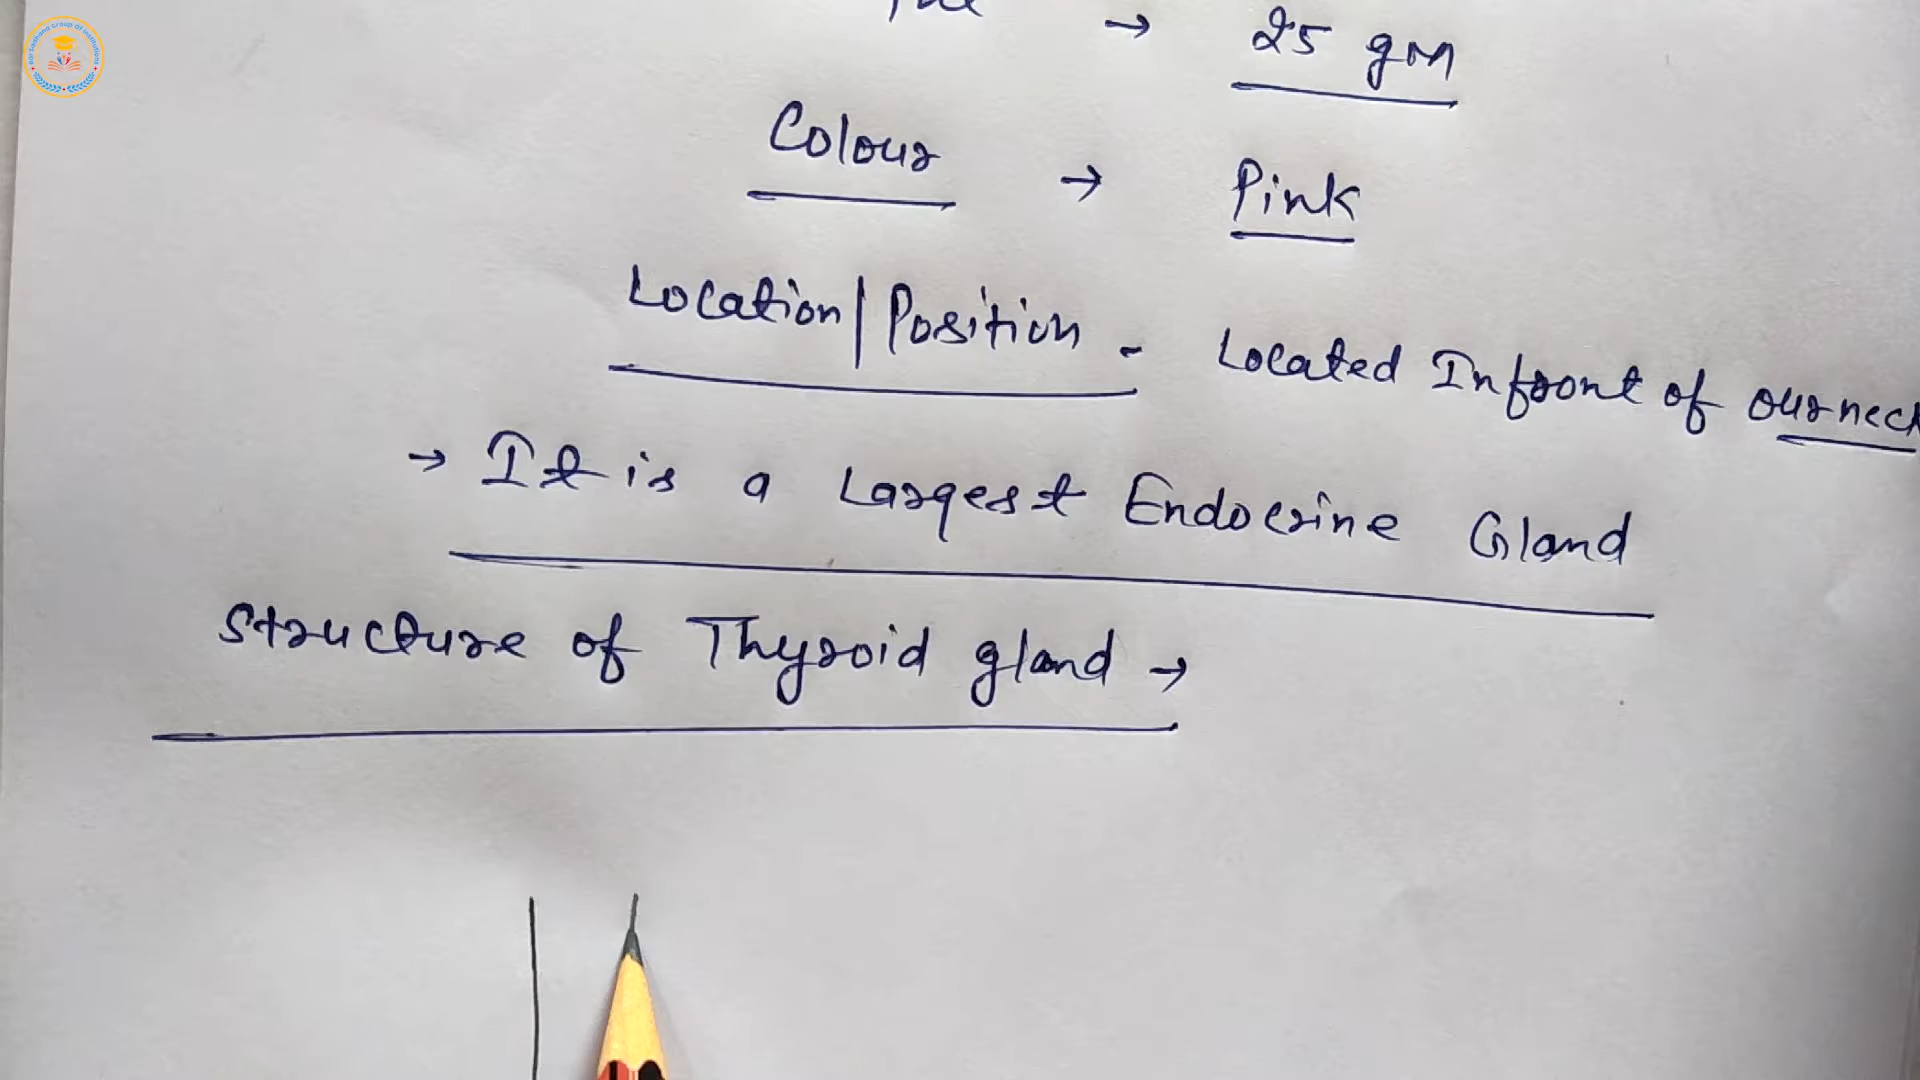 → 25 gm
Colour → Pink
Location/Position - Located Infront of our neck
→ It is a Largest Endocrine Gland
Structure of Thyroid gland →